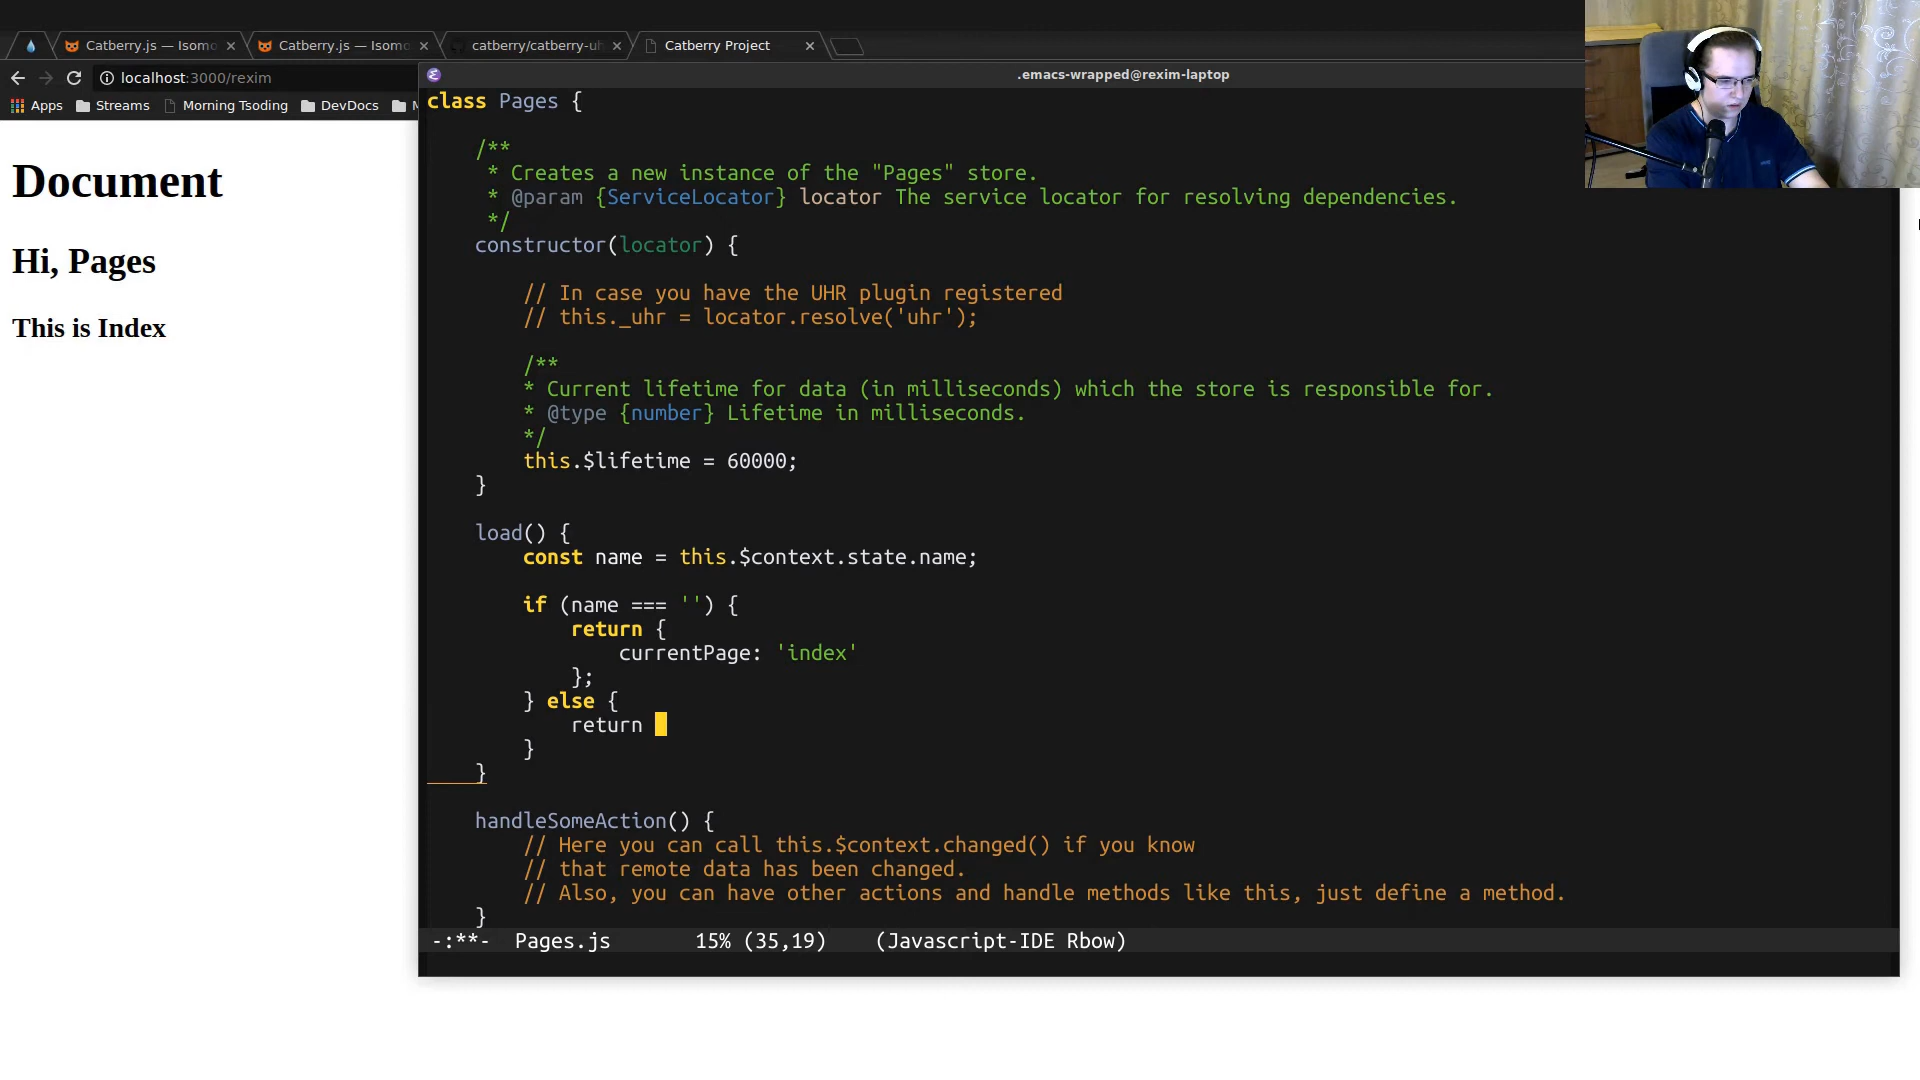 Catberry.js — Isomo
Catberry.js — Isomo
catberry/catberry-uh
Catberry Project
localhost:3000/rexim
Apps
Streams
Morning Tsoding
DevDocs
.emacs-wrapped@rexim-laptop
Document
Hi, Pages
This is Index
class Pages {
/**
* Creates a new instance of the "Pages" store.
* @param {ServiceLocator} locator The service locator for resolving dependencies.
*/
constructor(locator) {
// In case you have the UHR plugin registered
// this._uhr = locator.resolve('uhr');
/**
* Current lifetime for data (in milliseconds) which the store is responsible for.
* @type {number} Lifetime in milliseconds.
*/
this.$lifetime = 60000;
}
load() {
const name = this.$context.state.name;
if (name === '') {
return {
currentPage: 'index'
};
} else {
return
}
}
handleSomeAction() {
// Here you can call this.$context.changed() if you know
// that remote data has been changed.
// Also, you can have other actions and handle methods like this, just define a method.
}
-:**-  Pages.js       15% (35,19)    (Javascript-IDE Rbow)